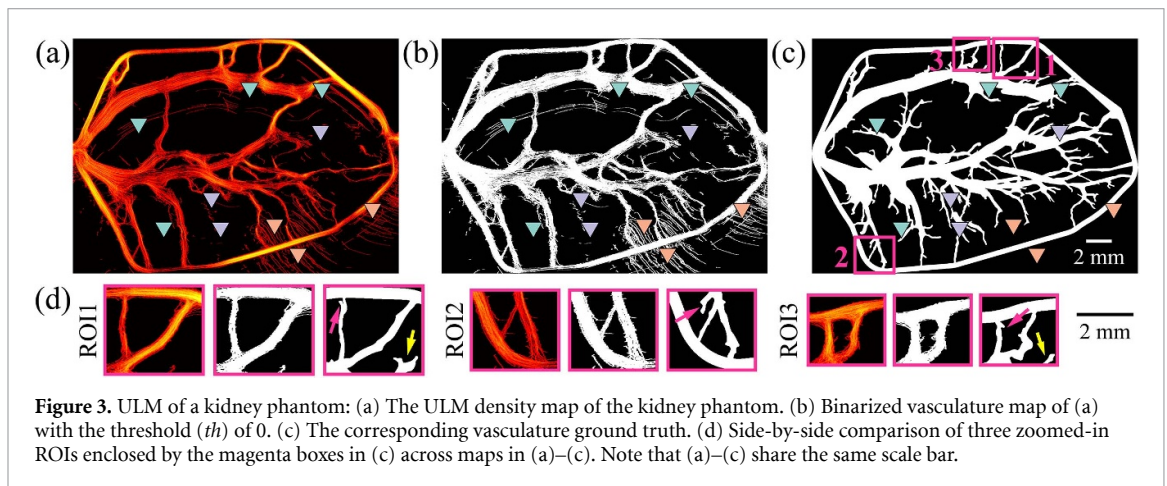 (a) (b) (c)
3 1
2
2 mm
(d) ROI1 ROI2 ROI3
2 mm
Figure 3. ULM of a kidney phantom: (a) The ULM density map of the kidney phantom. (b) Binarized vasculature map of (a)
with the threshold (th) of 0. (c) The corresponding vasculature ground truth. (d) Side-by-side comparison of three zoomed-in
ROIs enclosed by the magenta boxes in (c) across maps in (a)–(c). Note that (a)–(c) share the same scale bar.